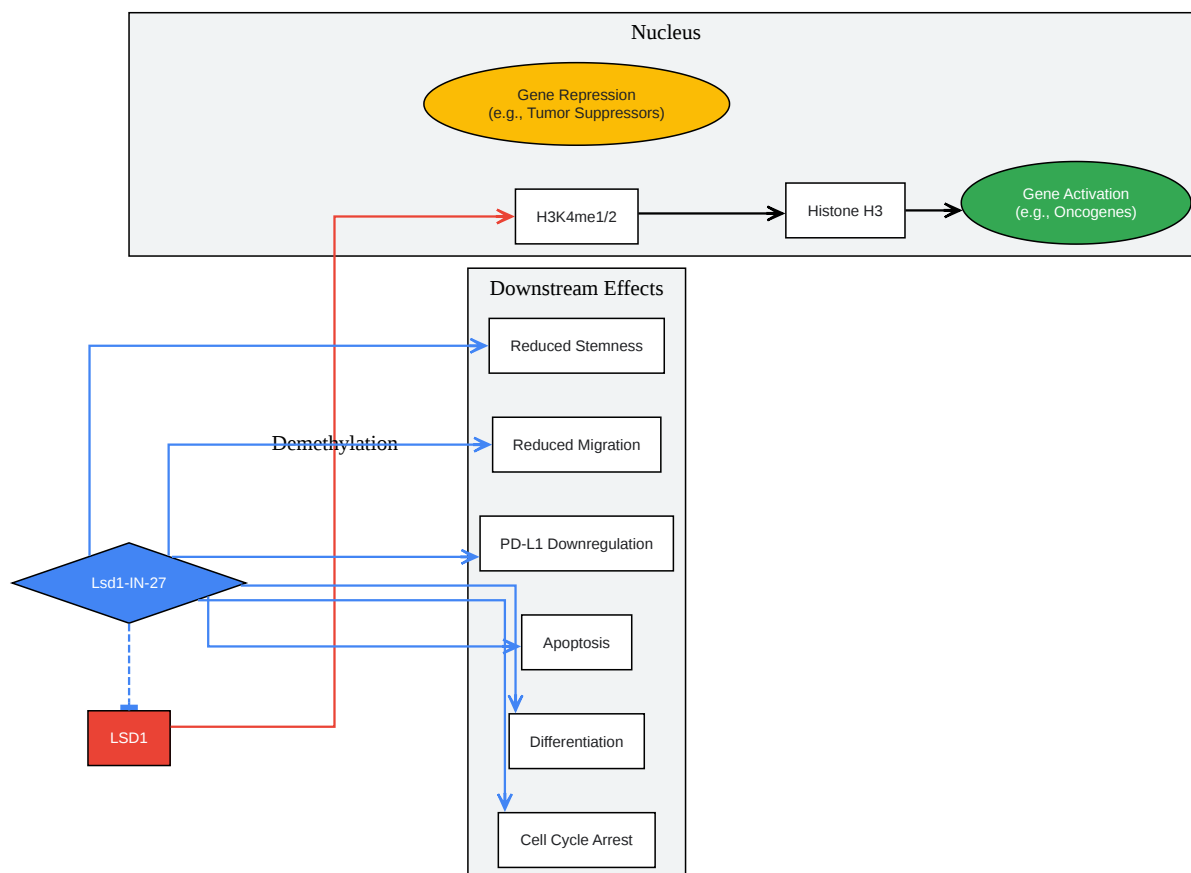 Nucleus
Gene Repression
(e.g., Tumor Suppressors)
Gene Activation
(e.g., Oncogenes)
H3K4me1/2
Histone H3
Downstream Effects
Reduced Stemness
Demethylation
Reduced Migration
PD-L1 Downregulation
Lsd1-IN-27
Apoptosis
LSD1
Differentiation
Cell Cycle Arrest